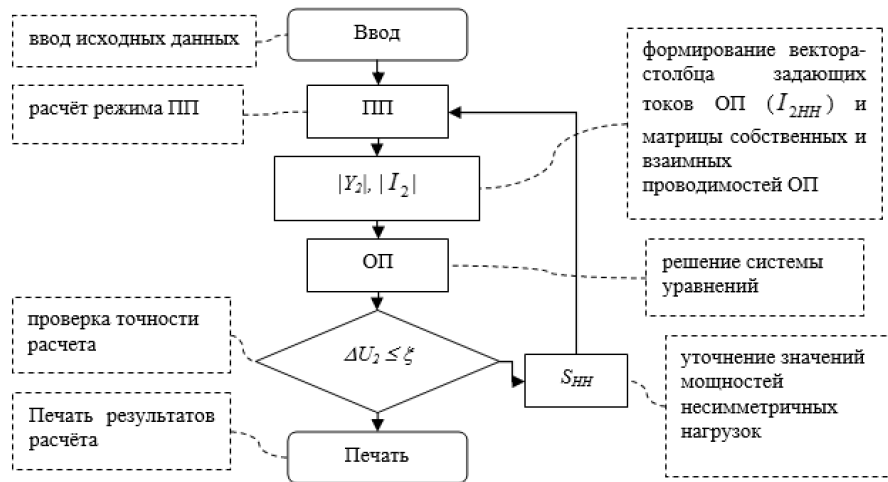 ввод исходных данных
Ввод
формирование вектора-
столбца задающих
токов ОП (I2НН) и
матрицы собственных и
взаимных
проводимостей ОП
расчёт режима ПП
ПП
|Y2|, | I2 |
ОП
решение системы
уравнений
проверка точности
расчета
ΔU2 ≤ ξ
SНН
уточнение значений
мощностей
несимметричных
нагрузок
Печать результатов
расчёта
Печать